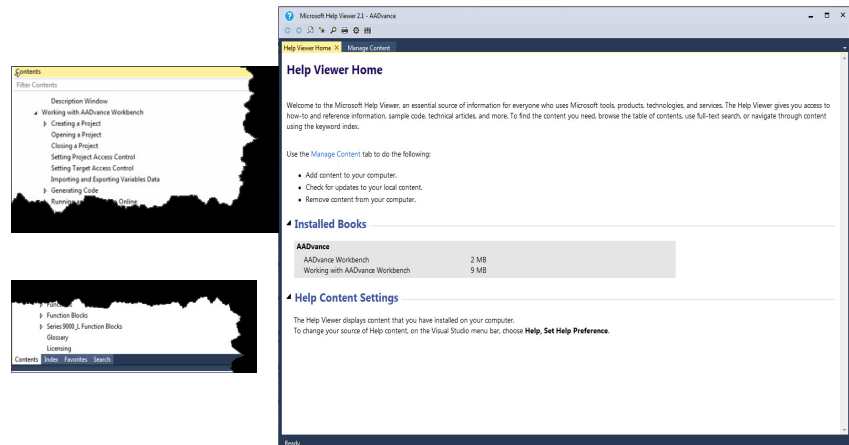 Contents
Filter Contents
Description Window
Working with AADvance Workbench
Creating a Project
Opening a Project
Closing a Project
Setting Project Access Control
Setting Target Access Control
Importing and Exporting Variables Data
Generating Code
Online
Function Blocks
Series 9000_L Function Blocks
Glossary
Licensing
Contents Index Favorites Search
Microsoft Help Viewer 2.1 - AADvance
Help Viewer Home Manage Content
Help Viewer Home
Welcome to the Microsoft Help Viewer, an essential source of information for everyone who uses Microsoft tools, products, technologies, and services. The Help Viewer gives you access to
how-to and reference information, sample code, technical articles, and more. To find the content you need, browse the table of contents, use full-text search, or navigate through content
using the keyword index.
Use the Manage Content tab to do the following:
• Add content to your computer.
• Check for updates to your local content.
• Remove content from your computer.
Installed Books
AADvance
AADvance Workbench 2 MB
Working with AADvance Workbench 9 MB
Help Content Settings
The Help Viewer displays content that you have installed on your computer.
To change your source of Help content, on the Visual Studio menu bar, choose Help, Set Help Preference.
Ready